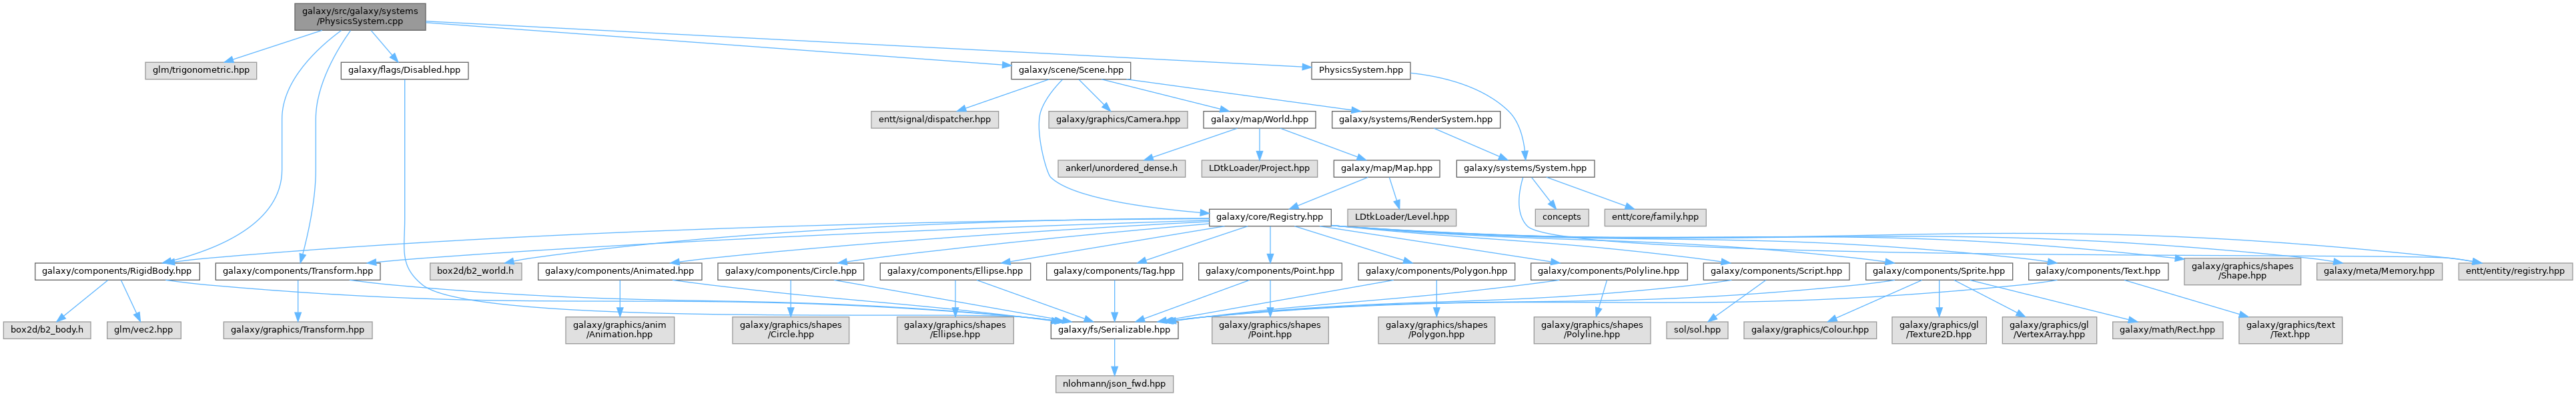 galaxy/src/galaxy/systems
/PhysicsSystem.cpp
glm/trigonometric.hpp
galaxy/flags/Disabled.hpp
galaxy/scene/Scene.hpp
PhysicsSystem.hpp
entt/signal/dispatcher.hpp
galaxy/graphics/Camera.hpp
galaxy/map/World.hpp
galaxy/systems/RenderSystem.hpp
ankerl/unordered_dense.h
LDtkLoader/Project.hpp
galaxy/map/Map.hpp
galaxy/systems/System.hpp
galaxy/core/Registry.hpp
LDtkLoader/Level.hpp
concepts
entt/core/family.hpp
galaxy/components/RigidBody.hpp
galaxy/components/Transform.hpp
box2d/b2_world.h
galaxy/components/Animated.hpp
galaxy/components/Circle.hpp
galaxy/components/Ellipse.hpp
galaxy/components/Tag.hpp
galaxy/components/Point.hpp
galaxy/components/Polygon.hpp
galaxy/components/Polyline.hpp
galaxy/components/Script.hpp
galaxy/components/Sprite.hpp
galaxy/components/Text.hpp
galaxy/graphics/shapes
/Shape.hpp
galaxy/meta/Memory.hpp
entt/entity/registry.hpp
box2d/b2_body.h
glm/vec2.hpp
galaxy/graphics/Transform.hpp
galaxy/graphics/anim
/Animation.hpp
galaxy/graphics/shapes
/Circle.hpp
galaxy/graphics/shapes
/Ellipse.hpp
galaxy/fs/Serializable.hpp
galaxy/graphics/shapes
/Point.hpp
galaxy/graphics/shapes
/Polygon.hpp
galaxy/graphics/shapes
/Polyline.hpp
sol/sol.hpp
galaxy/graphics/Colour.hpp
galaxy/graphics/gl
/Texture2D.hpp
galaxy/graphics/gl
/VertexArray.hpp
galaxy/math/Rect.hpp
galaxy/graphics/text
/Text.hpp
nlohmann/json_fwd.hpp